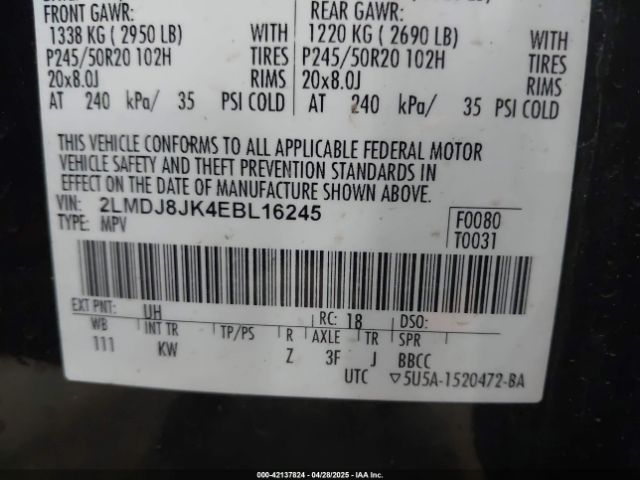 FRONT GAWR: REAR GAWR:
1338 KG ( 2950 LB) WITH 1220 KG ( 2690 LB) WITH
P245/50R20 102H TIRES P245/50R20 102H TIRES
20x8.0J RIMS 20x8.0J RIMS
AT 240 kPa/ 35 PSI COLD AT 240 kPa/ 35 PSI COLD
THIS VEHICLE CONFORMS TO ALL APPLICABLE FEDERAL MOTOR
VEHICLE SAFETY AND THEFT PREVENTION STANDARDS IN
EFFECT ON THE DATE OF MANUFACTURE SHOWN ABOVE.
VIN: 2LMDJ8JK4EBL16245 F0080
TYPE: MPV T0031
EXT PNT: UH RC: 18 DSO:
WB INT TR TP/PS R AXLE TR SPR
111 KW Z 3F J BBCC
UTC ▽5U5A-1520472-BA
000-42137824 | 04/28/2025 - IAAI.COM